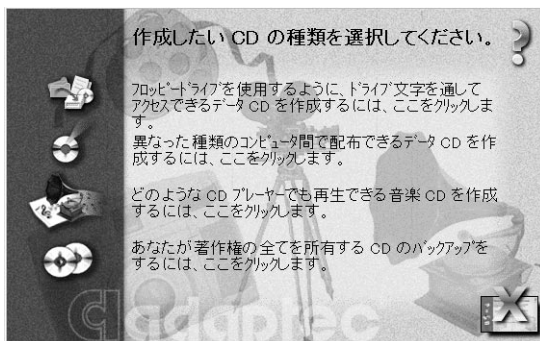 作成したい CD の種類を選択してください。
ﾌﾛｯﾋﾟｰﾄﾞﾗｲﾌﾞを使用するように、ﾄﾞﾗｲﾌﾞ文字を通して
ｱｸｾｽできるﾃﾞｰﾀ CD を作成するには、ここをｸﾘｯｸしま
す。
異なった種類のｺﾝﾋﾟｭｰﾀ間で配布できるﾃﾞｰﾀ CD を作
成するには、ここをｸﾘｯｸします。
どのような CD ﾌﾟﾚｰﾔｰでも再生できる音楽 CD を作成
するには、ここをｸﾘｯｸします。
あなたが著作権の全てを所有する CD のﾊﾞｯｸｱｯﾌﾟを
するには、ここをｸﾘｯｸします。
adaptec